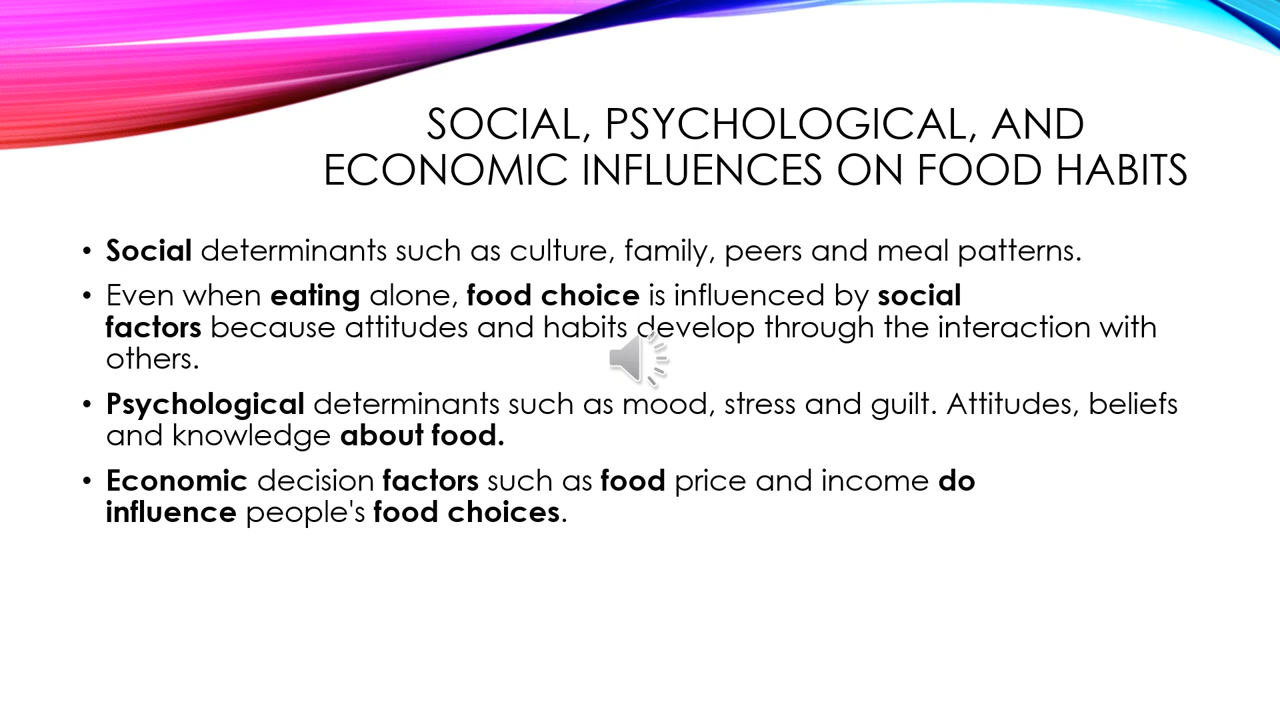 SOCIAL, PSYCHOLOGICAL, AND
ECONOMIC INFLUENCES ON FOOD HABITS
• Social determinants such as culture, family, peers and meal patterns.
• Even when eating alone, food choice is influenced by social
factors because attitudes and habits develop through the interaction with
others.
• Psychological determinants such as mood, stress and guilt. Attitudes, beliefs
and knowledge about food.
• Economic decision factors such as food price and income do
influence people's food choices.